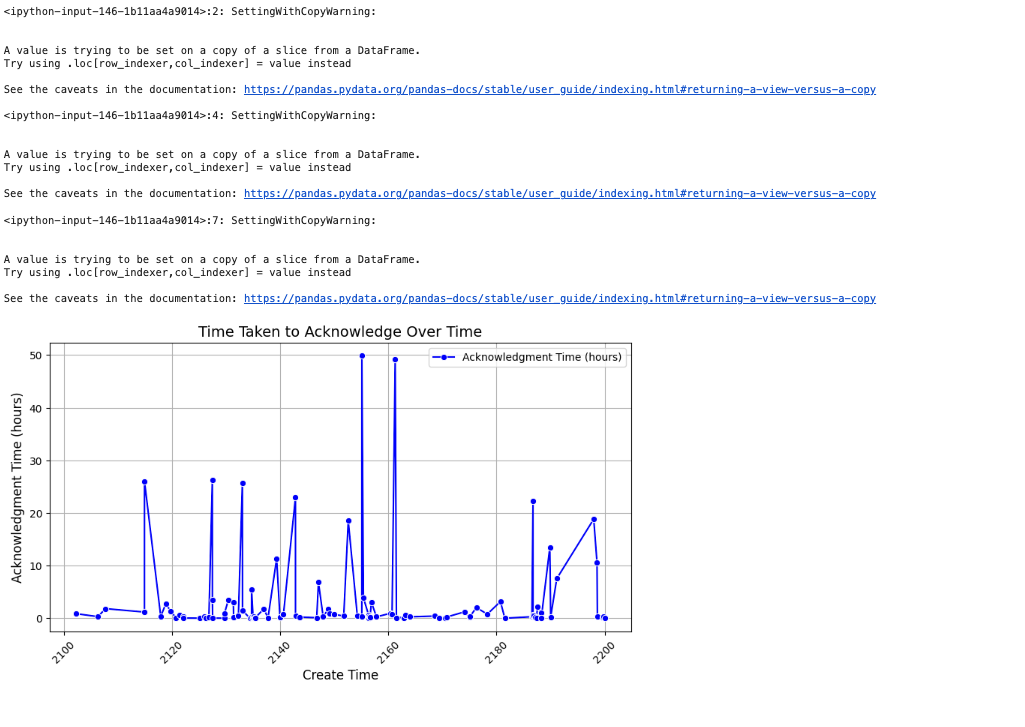 <ipython-input-146-1b11aa4a9014>:2: SettingWithCopyWarning:
A value is trying to be set on a copy of a slice from a DataFrame.
Try using .loc[row_indexer,col_indexer] = value instead
See the caveats in the documentation: https://pandas.pydata.org/pandas-docs/stable/user_guide/indexing.html#returning-a-view-versus-a-copy
<ipython-input-146-1b11aa4a9014>:4: SettingWithCopyWarning:
A value is trying to be set on a copy of a slice from a DataFrame.
Try using .loc[row_indexer,col_indexer] = value instead
See the caveats in the documentation: https://pandas.pydata.org/pandas-docs/stable/user_guide/indexing.html#returning-a-view-versus-a-copy
<ipython-input-146-1b11aa4a9014>:7: SettingWithCopyWarning:
A value is trying to be set on a copy of a slice from a DataFrame.
Try using .loc[row_indexer,col_indexer] = value instead
See the caveats in the documentation: https://pandas.pydata.org/pandas-docs/stable/user_guide/indexing.html#returning-a-view-versus-a-copy
Time Taken to Acknowledge Over Time
Acknowledgment Time (hours)
Acknowledgment Time (hours)
50
40
30
20
10
0
2100
2120
2140
2160
2180
2200
Create Time